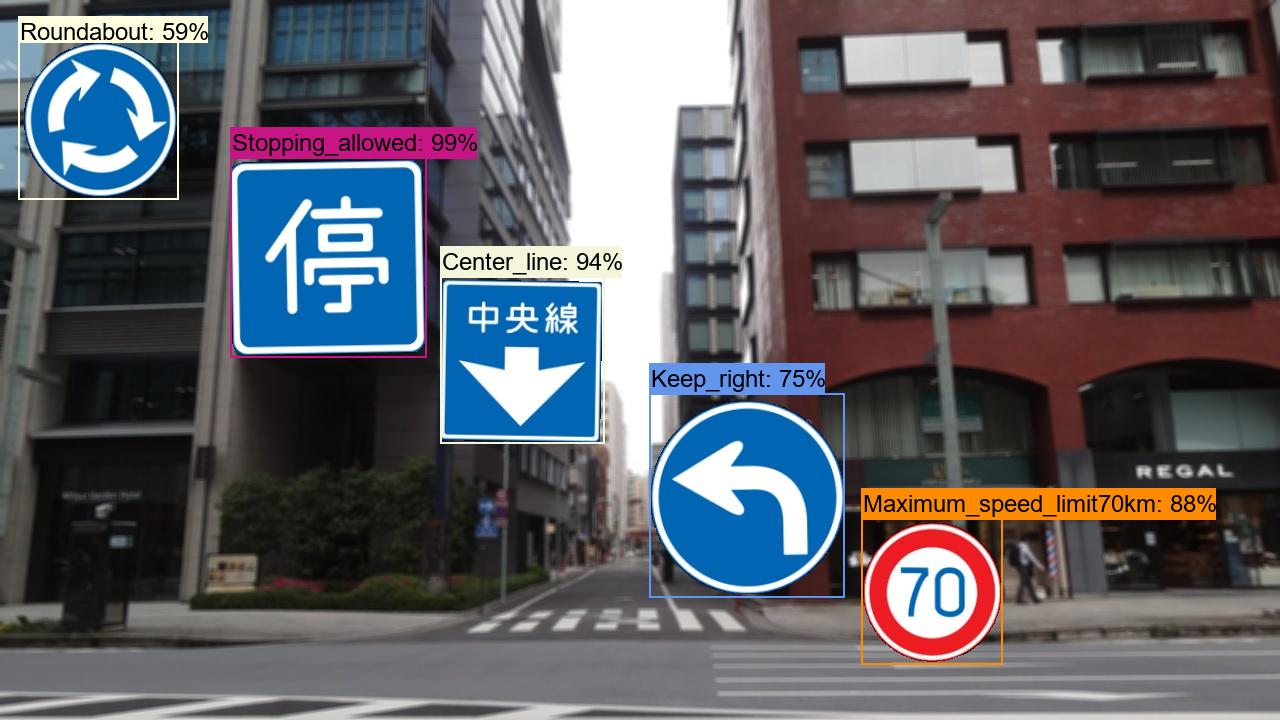 Roundabout: 59%
Stopping_allowed: 99%
停
Center_line: 94%
中央線
Keep_right: 75%
REGAL
Maximum_speed_limit70km: 88%
70